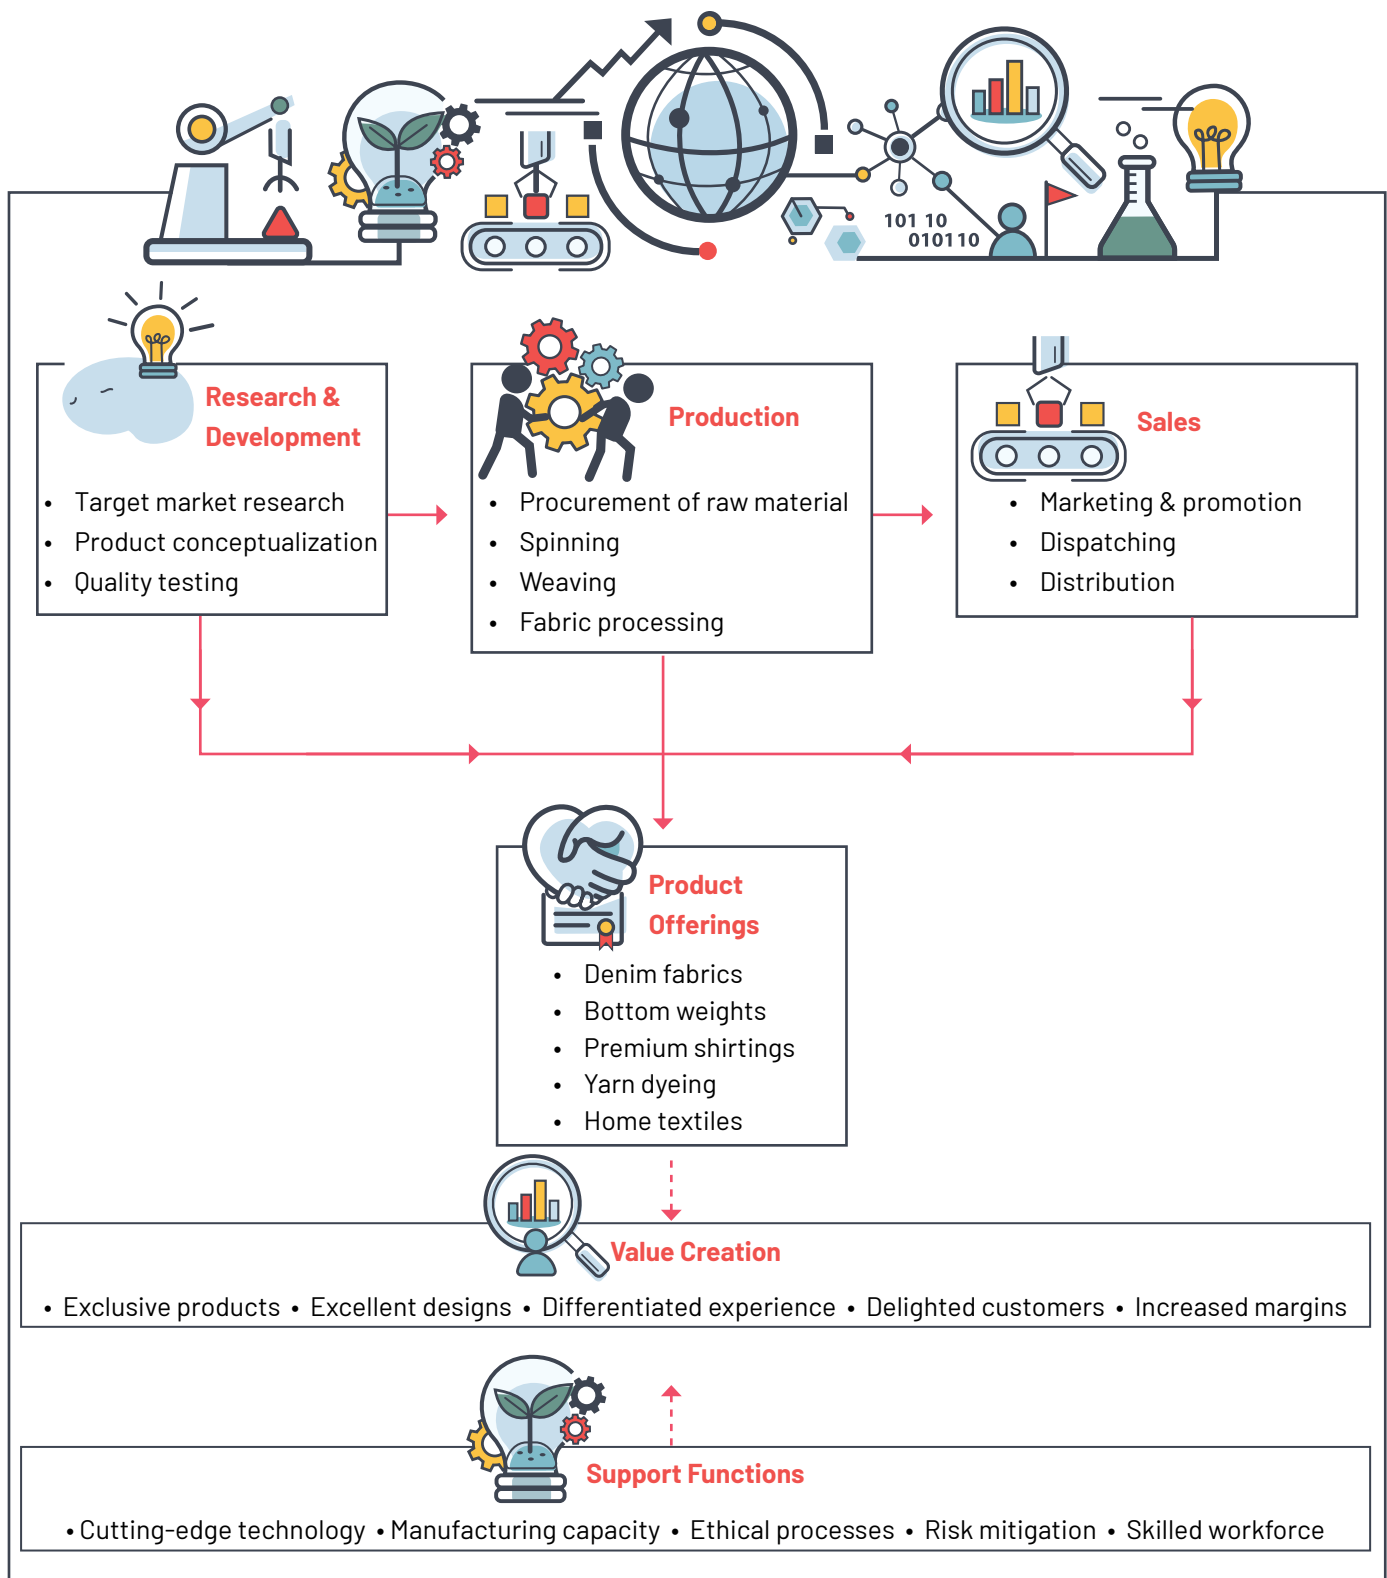 101 10
010110
Research &
Development
• Target market research
• Product conceptualization
• Quality testing
Production
• Procurement of raw material
• Spinning
• Weaving
• Fabric processing
Sales
• Marketing & promotion
• Dispatching
• Distribution
Product
Offerings
• Denim fabrics
• Bottom weights
• Premium shirtings
• Yarn dyeing
• Home textiles
Value Creation
• Exclusive products • Excellent designs • Differentiated experience • Delighted customers • Increased margins
Support Functions
• Cutting-edge technology • Manufacturing capacity • Ethical processes • Risk mitigation • Skilled workforce